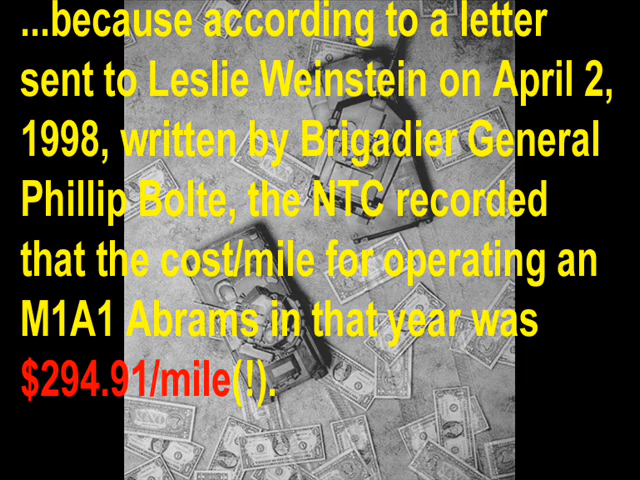 ...because according to a letter
sent to Leslie Weinstein on April 2,
1998, written by Brigadier General
Phillip Bolte, the NTC recorded
that the cost/mile for operating an
M1A1 Abrams in that year was
$294.91/mile(!).